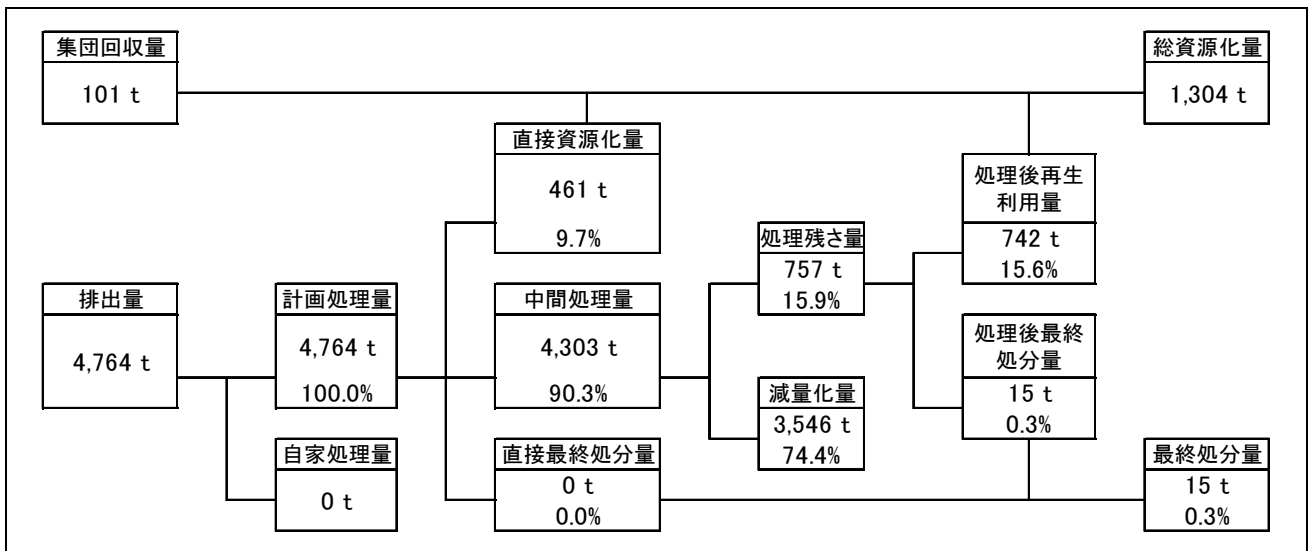 集団回収量
101 t
総資源化量
1,304 t
直接資源化量
461 t
9.7%
処理後再生
利用量
742 t
15.6%
処理残さ量
757 t
15.9%
排出量
4,764 t
計画処理量
4,764 t
100.0%
中間処理量
4,303 t
90.3%
処理後最終
処分量
15 t
0.3%
減量化量
3,546 t
74.4%
自家処理量
0 t
直接最終処分量
0 t
0.0%
最終処分量
15 t
0.3%